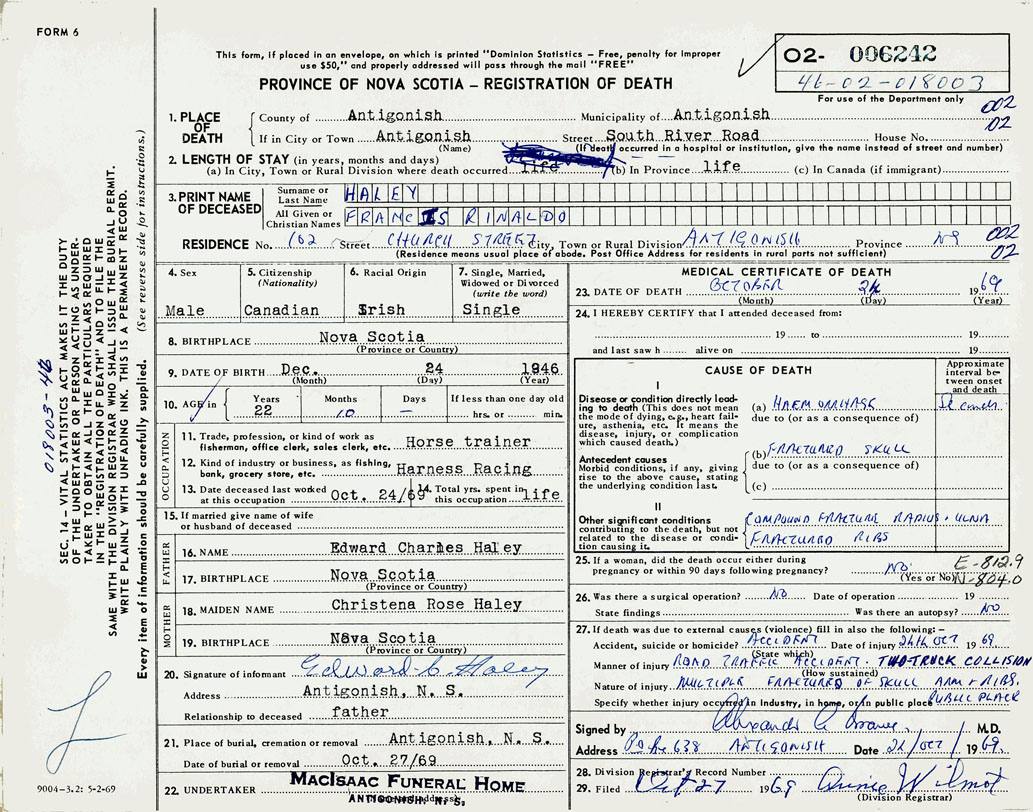 FORM 6
This form, if placed in an envelope, on which is printed "Dominion Statistics – Free, penalty for improper
use $50," and properly addressed will pass through the mail "FREE"
PROVINCE OF NOVA SCOTIA – REGISTRATION OF DEATH
02- 006242
46-02-018003
For use of the Department only
002
02
1. PLACE OF DEATH
County of Antigonish Municipality of Antigonish
If in City or Town Antigonish Street South River Road House No.
(Name) (If death occurred in a hospital or institution, give the name instead of street and number)
2. LENGTH OF STAY (in years, months and days)
(a) In City, Town or Rural Division where death occurred life (b) In Province life (c) In Canada (if immigrant)
3. PRINT NAME OF DECEASED
Surname or Last Name HALEY
All Given or Christian Names FRANCIS RINALDO
RESIDENCE No. 102 Street CHURCH STREET City, Town or Rural Division ANTIGONISH Province NS
002
02
(Residence means usual place of abode. Post Office Address for residents in rural parts not sufficient)
4. Sex
Male
5. Citizenship
(Nationality)
Canadian
6. Racial Origin
Irish
7. Single, Married,
Widowed or Divorced
(write the word)
Single
8. BIRTHPLACE Nova Scotia
(Province or Country)
9. DATE OF BIRTH Dec. 24 1946
(Month) (Day) (Year)
10. AGE in Years Months Days If less than one day old
22 10 – hrs. or min.
OCCUPATION
11. Trade, profession, or kind of work as
fisherman, office clerk, sales clerk, etc. Horse trainer
12. Kind of industry or business, as fishing,
bank, grocery store, etc. Harness Racing
13. Date deceased last worked
at this occupation Oct. 24/69
14. Total yrs. spent in
this occupation life
15. If married give name of wife
or husband of deceased
FATHER
16. NAME Edward Charles Haley
17. BIRTHPLACE Nova Scotia
(Province or Country)
MOTHER
18. MAIDEN NAME Christena Rose Haley
19. BIRTHPLACE Nova Scotia
(Province or Country)
20. Signature of informant Edward C. Haley
Address Antigonish, N. S.
Relationship to deceased father
21. Place of burial, cremation or removal Antigonish, N. S.
Date of burial or removal Oct. 27/69
22. UNDERTAKER MACISAAC FUNERAL HOME
ANTIGONISH, N. S.
MEDICAL CERTIFICATE OF DEATH
23. DATE OF DEATH OCTOBER 24 1969
(Month) (Day) (Year)
24. I HEREBY CERTIFY that I attended deceased from:
19 to 19
and last saw h alive on 19
CAUSE OF DEATH
Approximate
interval be-
tween onset
and death
I
Disease or condition directly lead-
ing to death (This does not mean
the mode of dying, e.g., heart fail-
ure, asthenia, etc. It means the
disease, injury, or complication
which caused death.)
(a) HAEMORRHAGE
due to (or as a consequence of)
Antecedent causes
Morbid conditions, if any, giving
rise to the above cause, stating
the underlying condition last.
(b) FRACTURED SKULL
due to (or as a consequence of)
(c)
II
Other significant conditions
contributing to the death, but not
related to the disease or condi-
tion causing it.
COMPOUND FRACTURE RADIUS & ULNA
FRACTURED RIBS
25. If a woman, did the death occur either during
pregnancy or within 90 days following pregnancy? NO
(Yes or No)
E-812.9
N-804.0
26. Was there a surgical operation? NO Date of operation 19
State findings Was there an autopsy? NO
27. If death was due to external causes (violence) fill in also the following:–
Accident, suicide or homicide? ACCIDENT Date of injury 24th OCT 1969
(State which)
Manner of injury ROAD TRAFFIC ACCIDENT - TWO-TRUCK COLLISION
(How sustained)
Nature of injury MULTIPLE FRACTURED OF SKULL ARM & RIBS.
Specify whether injury occurred in Industry, in home, or in public place PUBLIC PLACE
Signed by M.D.
Address P.O. Bx 638 ANTIGONISH Date 24/OCT/1969.
28. Division Registrar's Record Number
29. Filed Oct 27 1969 Annie Wilmot
(Division Registrar)
SEC. 14 – VITAL STATISTICS ACT MAKES IT THE DUTY
OF THE UNDERTAKER OR PERSON ACTING AS UNDER-
TAKER TO OBTAIN ALL THE PARTICULARS REQUIRED
IN THE "REGISTRATION OF DEATH" AND TO FILE THE
SAME WITH THE DIVISION REGISTRAR WHO SHALL ISSUE THE BURIAL PERMIT.
WRITE PLAINLY WITH UNFADING INK. THIS IS A PERMANENT RECORD.
Every item of information should be carefully supplied. (See reverse side for instructions.)
018003-46
9004-3.2: 5-2-69